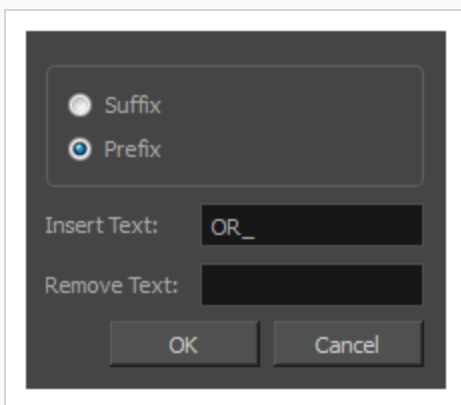 Suffix
Prefix
Insert Text: OR_
Remove Text:
OK Cancel